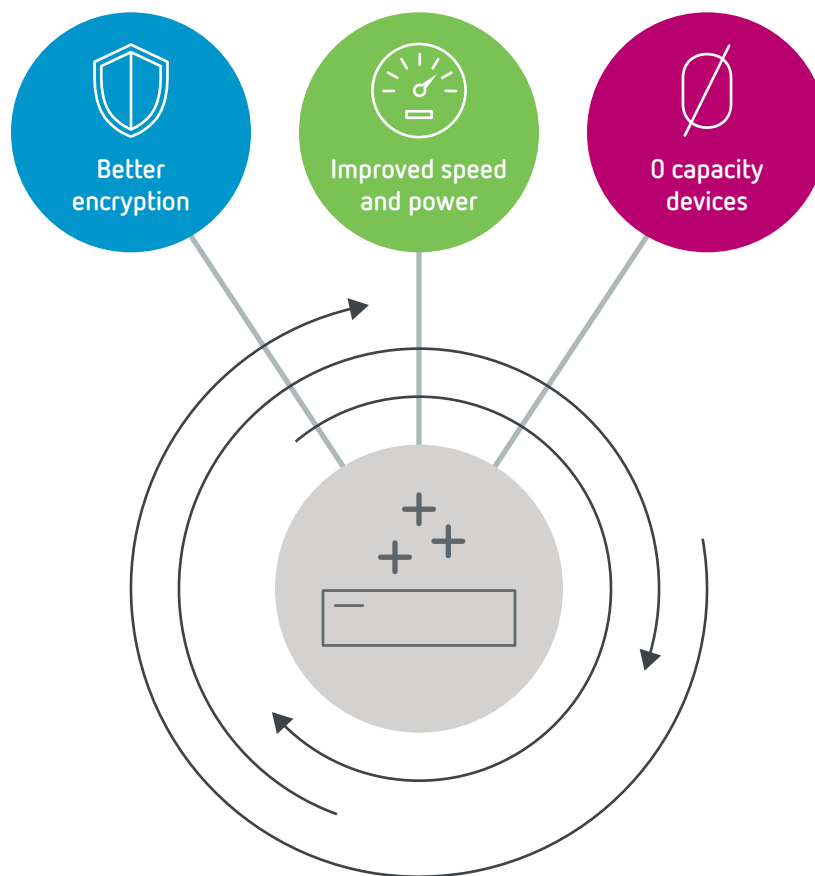 Better
encryption
Improved speed
and power
0 capacity
devices